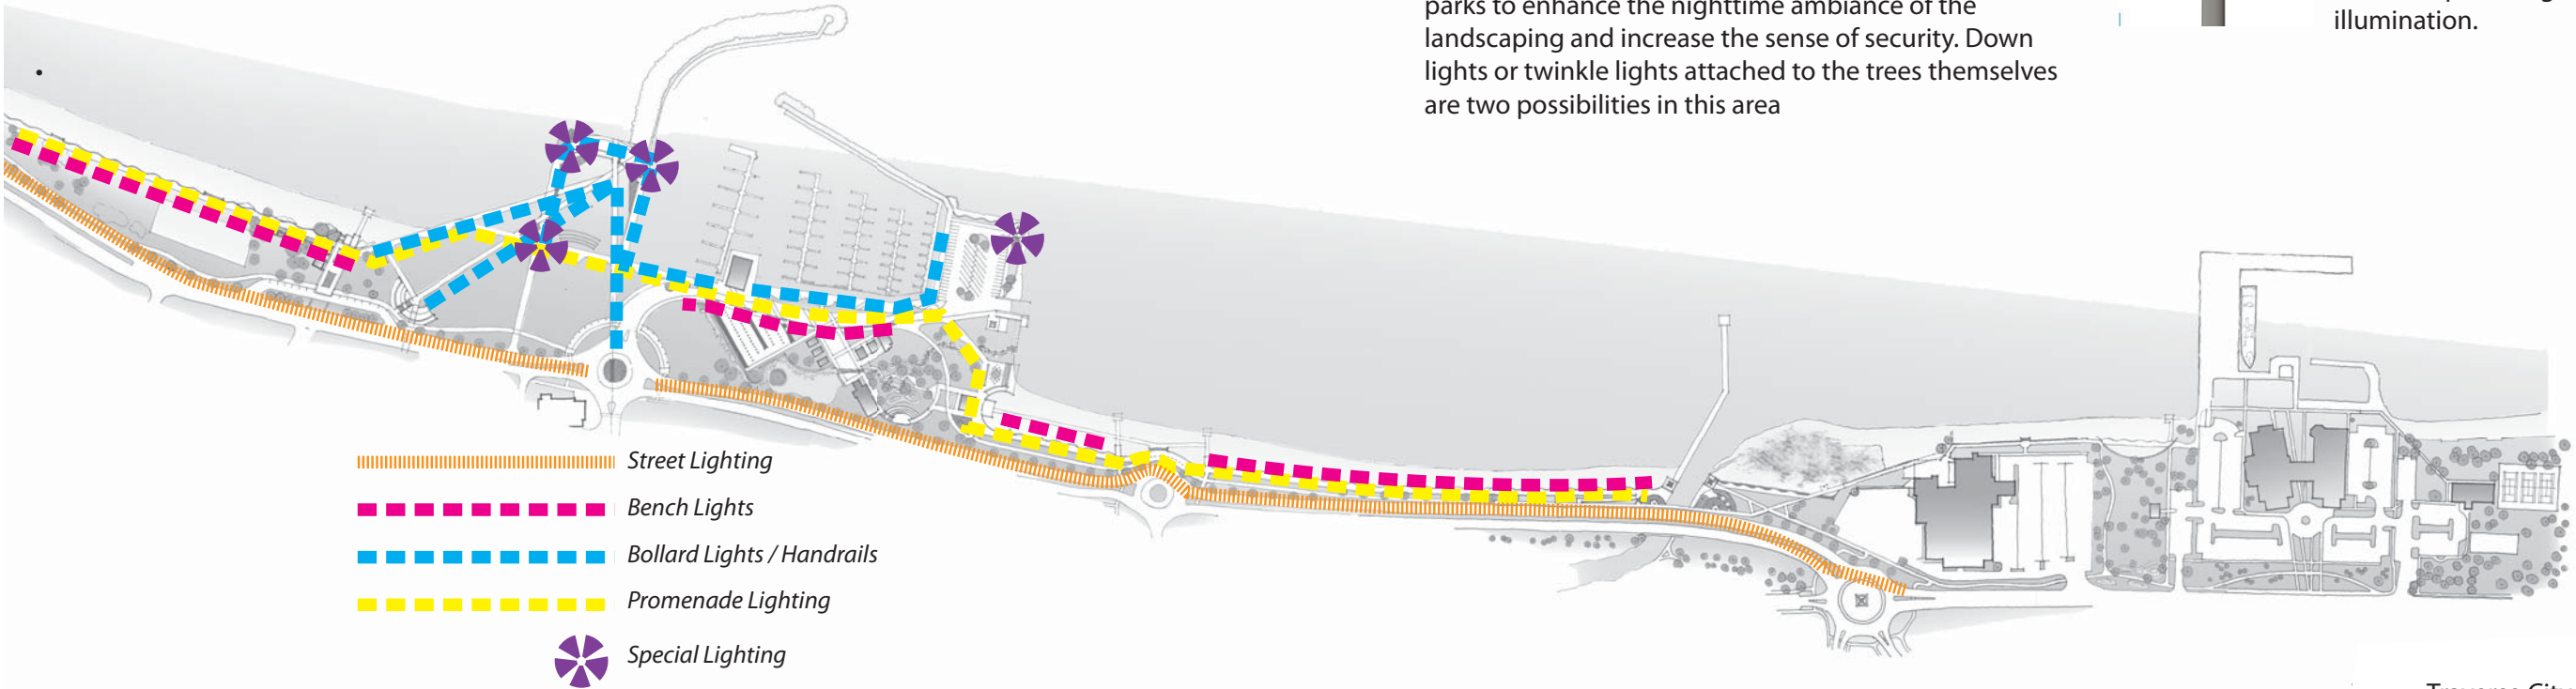 parks to enhance the nighttime ambiance of the
landscaping and increase the sense of security. Down
lights or twinkle lights attached to the trees themselves
are two possibilities in this area
illumination.
Street Lighting
Bench Lights
Bollard Lights / Handrails
Promenade Lighting
Special Lighting